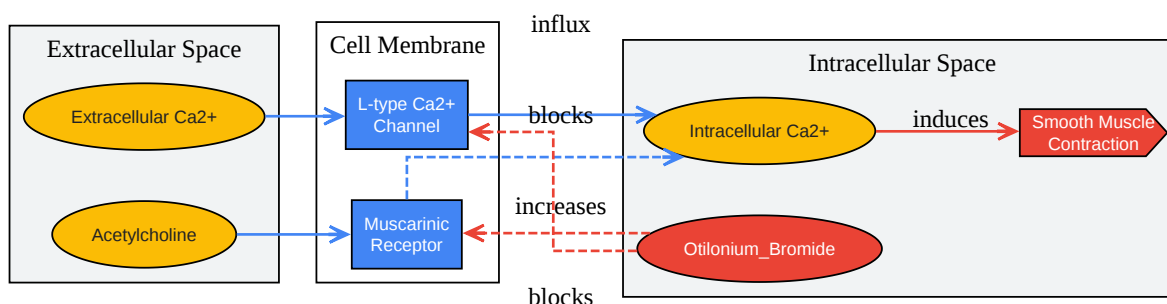 influx
Extracellular Space
Cell Membrane
Intracellular Space
Extracellular Ca2+
L-type Ca2+
Channel
blocks
Intracellular Ca2+
induces
Smooth Muscle
Contraction
Acetylcholine
Muscarinic
Receptor
increases
Otilonium_Bromide
blocks